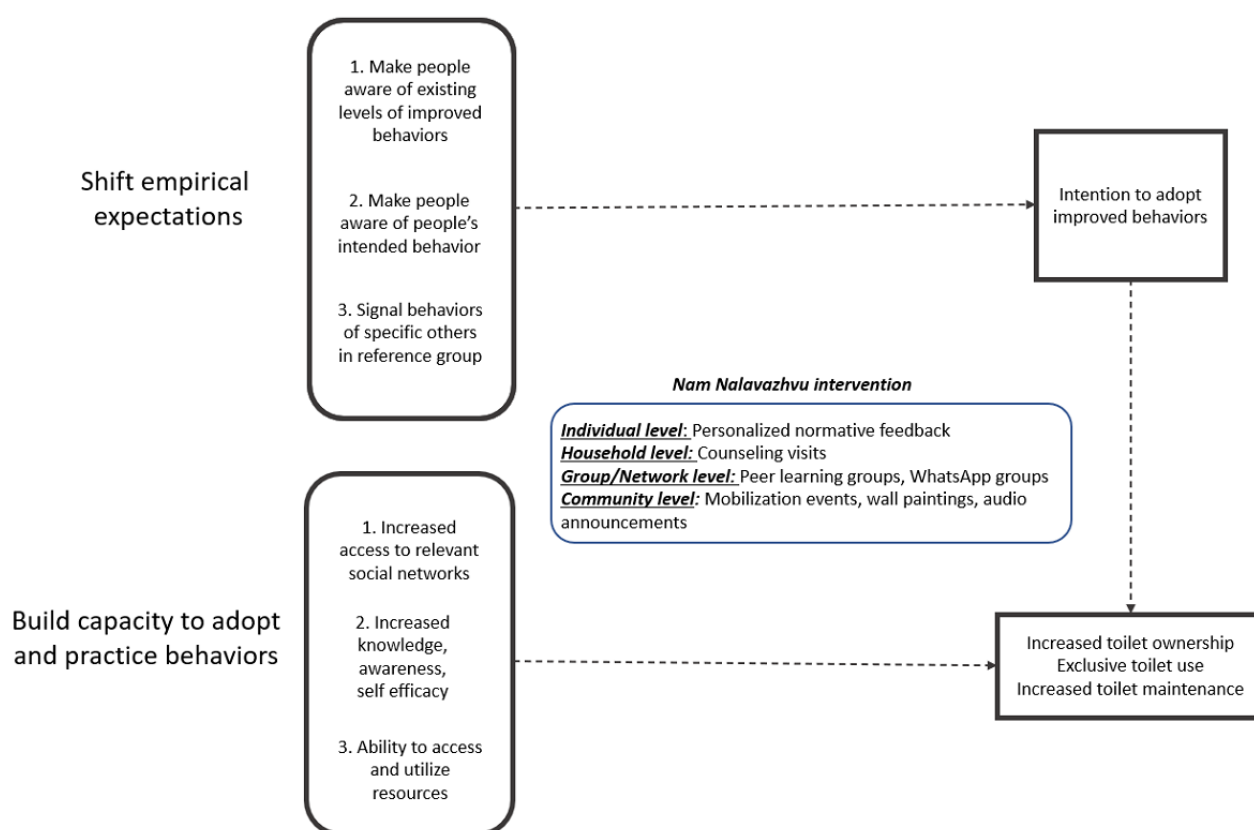 Shift empirical
expectations
1. Make people
aware of existing
levels of improved
behaviors
2. Make people
aware of people's
intended behavior
3. Signal behaviors
of specific others
in reference group
Intention to adopt
improved behaviors
Nam Nalavazhvu intervention
Individual level: Personalized normative feedback
Household level: Counseling visits
Group/Network level: Peer learning groups, WhatsApp groups
Community level: Mobilization events, wall paintings, audio
announcements
Build capacity to adopt
and practice behaviors
1. Increased
access to relevant
social networks
2. Increased
knowledge,
awareness,
self efficacy
3. Ability to access
and utilize
resources
Increased toilet ownership
Exclusive toilet use
Increased toilet maintenance